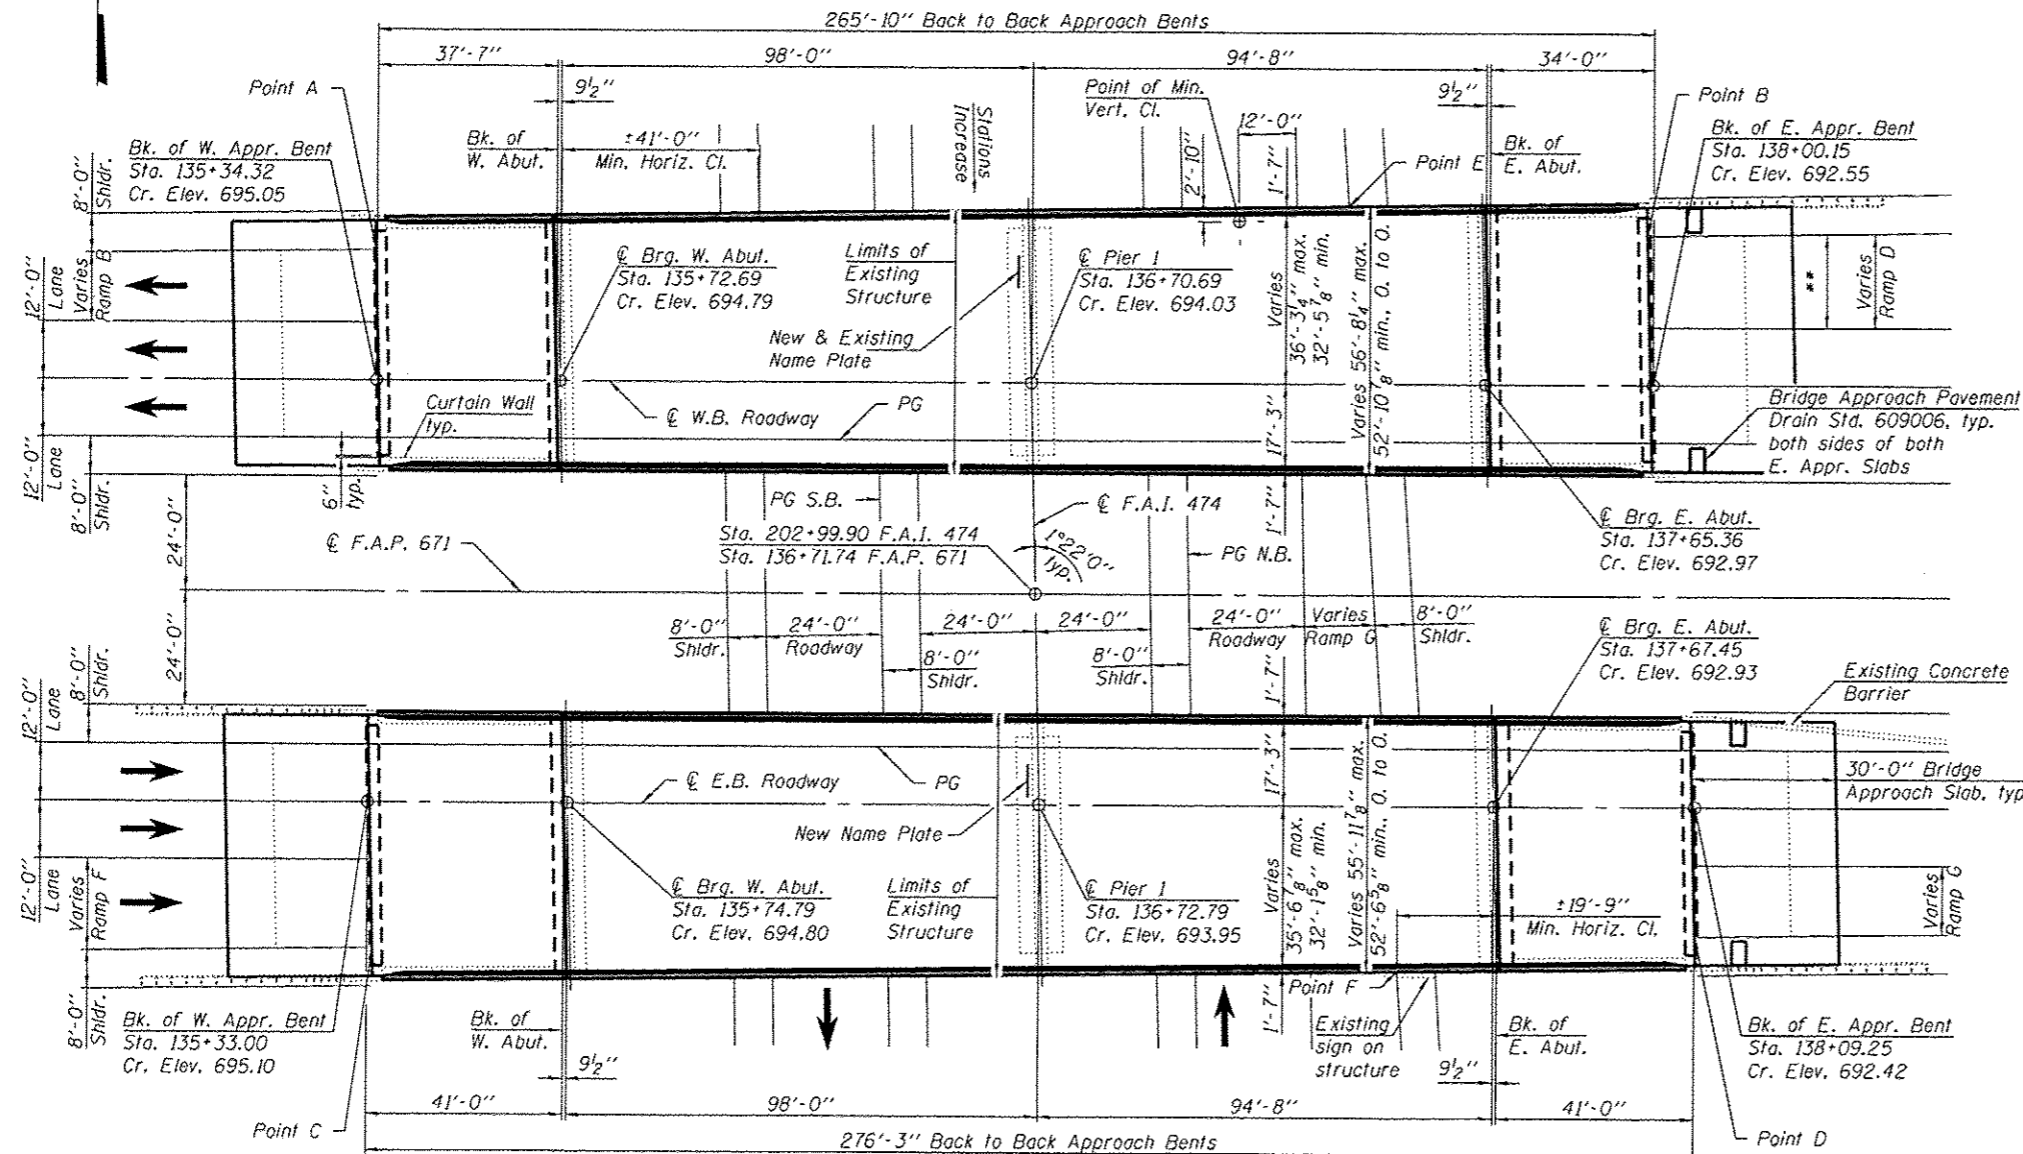 265'-10" Back to Back Approach Bents
37'-7"
98'-0"
94'-8"
34'-0"
Point A
9½"
Point of Min.
Vert. Cl.
9½"
Point B
Stations
Increase
12'-0"
Bk. of W. Appr. Bent
Sta. 135+34.32
Cr. Elev. 695.05
Bk. of
W. Abut.
±41'-0"
Min. Horiz. Cl.
2'-10"
1'-7"
Point E
Bk. of
E. Abut.
Bk. of E. Appr. Bent
Sta. 138+00.15
Cr. Elev. 692.55
8'-0"
Shldr.
12'-0"
Lane
Varies
Ramp B
℄ Brg. W. Abut.
Sta. 135+72.69
Cr. Elev. 694.79
Limits of
Existing
Structure
℄ Pier 1
Sta. 136+70.69
Cr. Elev. 694.03
Varies
36'-3¼" max.
32'-5⅞" min.
Varies 56'-8¼" max.
52'-10⅞" min., O. to O.
**
Varies
Ramp D
New & Existing
Name Plate
Curtain Wall
typ.
℄ W.B. Roadway
PG
17'-3"
Bridge Approach Pavement
Drain Std. 609006, typ.
both sides of both
E. Appr. Slabs
12'-0"
Lane
8'-0"
Shldr.
6"
typ.
24'-0"
PG S.B.
℄ F.A.I. 474
1'-7"
℄ F.A.P. 671
Sta. 202+99.90 F.A.I. 474
Sta. 136+71.74 F.A.P. 671
1°22'0"
typ.
PG N.B.
℄ Brg. E. Abut.
Sta. 137+65.36
Cr. Elev. 692.97
24'-0"
8'-0"
Shldr.
24'-0"
Roadway
8'-0"
Shldr.
24'-0"
24'-0"
8'-0"
Shldr.
24'-0"
Roadway
Varies
Ramp G
8'-0"
Shldr.
℄ Brg. E. Abut.
Sta. 137+67.45
Cr. Elev. 692.93
Existing Concrete
Barrier
8'-0"
Shldr.
12'-0"
Lane
1'-7"
℄ E.B. Roadway
PG
17'-3"
30'-0" Bridge
Approach Slab, typ
New Name Plate
12'-0"
Lane
Varies
Ramp F
℄ Brg. W. Abut.
Sta. 135+74.79
Cr. Elev. 694.80
Limits of
Existing
Structure
℄ Pier 1
Sta. 136+72.79
Cr. Elev. 693.95
Varies
35'-6⅞" max.
32'-1⅝" min.
Varies 55'-11⅞" max.
52'-6⅝" min., O. to O.
±19'-9"
Min. Horiz. Cl.
Varies
Ramp G
8'-0"
Shldr.
Bk. of W. Appr. Bent
Sta. 135+33.00
Cr. Elev. 695.10
Bk. of
W. Abut.
9½"
1'-7"
Point F
Existing
sign on
structure
9½"
Bk. of
E. Abut.
Bk. of E. Appr. Bent
Sta. 138+09.25
Cr. Elev. 692.42
41'-0"
98'-0"
94'-8"
41'-0"
Point C
276'-3" Back to Back Approach Bents
Point D